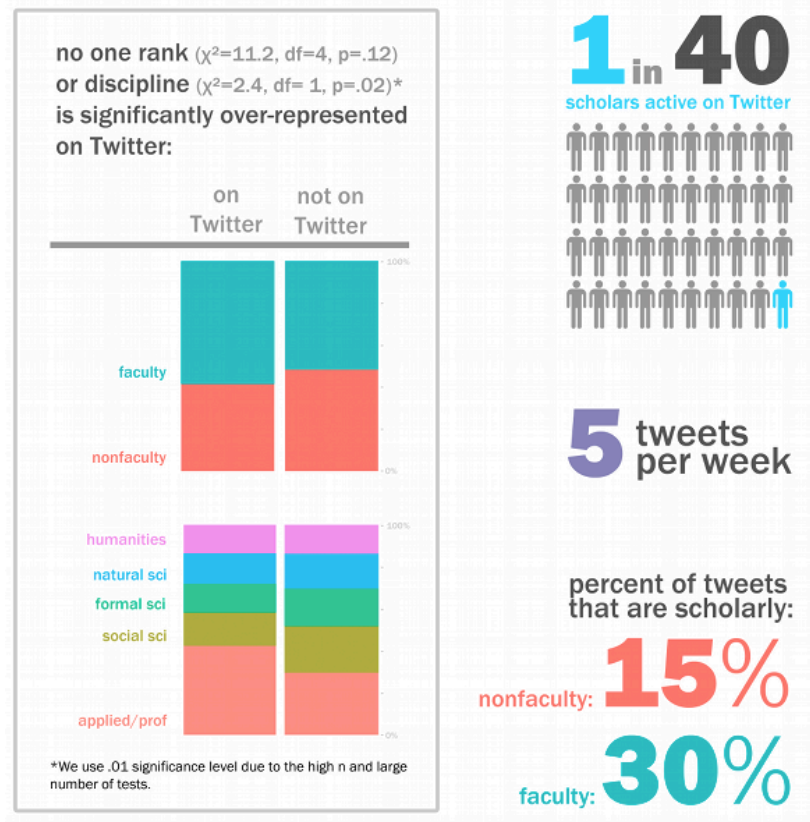 no one rank (χ²=11.2, df=4, p=.12)
or discipline (χ²=2.4, df= 1, p=.02)*
is significantly over-represented
on Twitter:
on
Twitter
not on
Twitter
100%
faculty
nonfaculty
0%
100%
humanities
natural sci
formal sci
social sci
applied/prof
0%
*We use .01 significance level due to the high n and large
number of tests.
1 in 40
scholars active on Twitter
5 tweets
per week
percent of tweets
that are scholarly:
nonfaculty: 15%
faculty: 30%